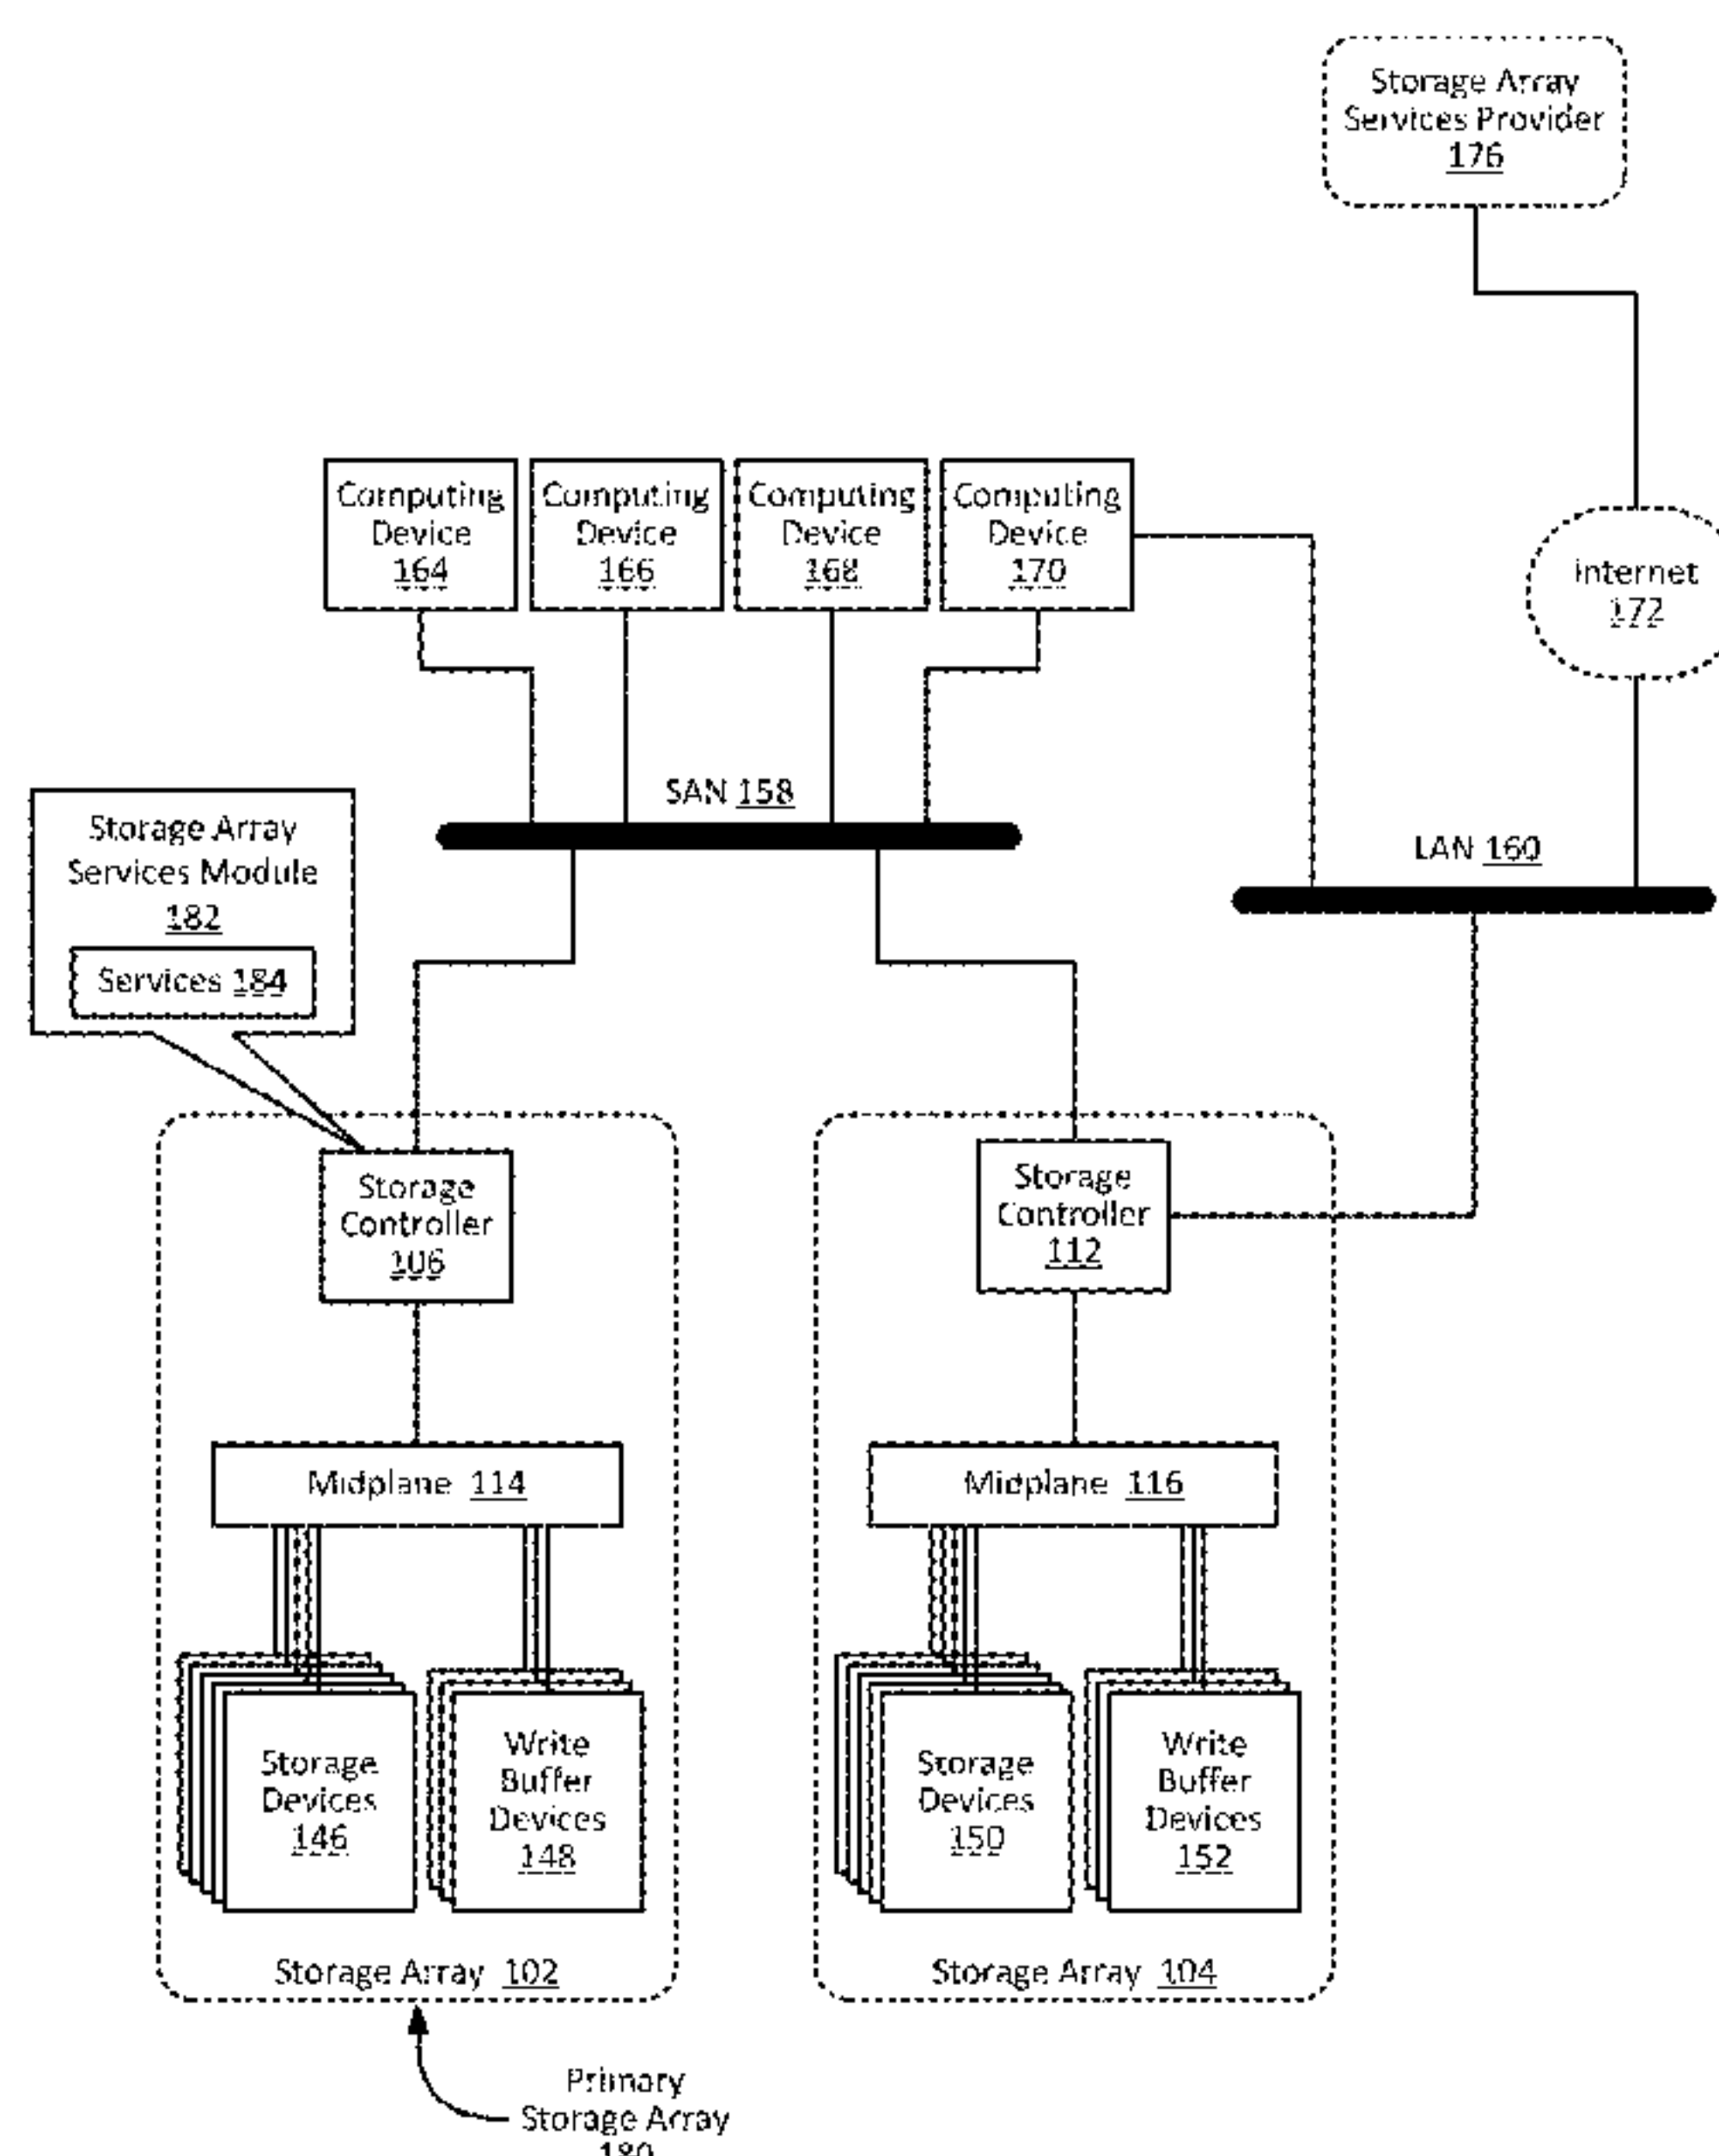 Storage Array
Services Provider
176
Computing
Device
164
Computing
Device
166
Computing
Device
168
Computing
Device
170
Internet
172
SAN 158
LAN 160
Storage Array
Services Module
182
Services 184
Storage
Controller
106
Storage
Controller
112
Midplane 114
Midplane 116
Storage
Devices
146
Write
Buffer
Devices
148
Storage
Devices
150
Write
Buffer
Devices
152
Storage Array 102
Storage Array 104
Primary
Storage Array
180